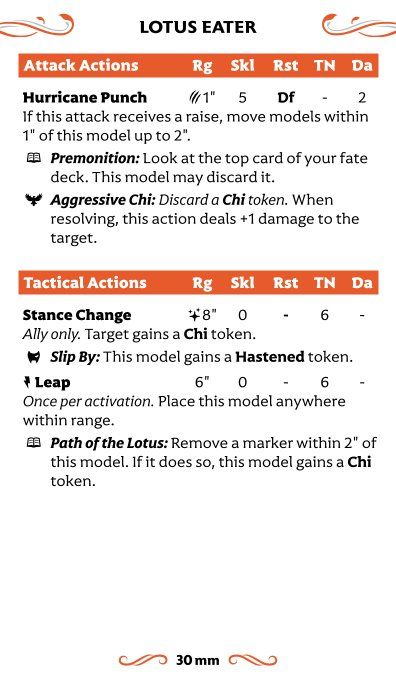 LOTUS EATER
Attack Actions Rg Skl Rst TN Da
Hurricane Punch 1" 5 Df - 2
If this attack receives a raise, move models within
1" of this model up to 2".
Premonition: Look at the top card of your fate
deck. This model may discard it.
Aggressive Chi: Discard a Chi token. When
resolving, this action deals +1 damage to the
target.
Tactical Actions Rg Skl Rst TN Da
Stance Change 8" 0 - 6 -
Ally only. Target gains a Chi token.
Slip By: This model gains a Hastened token.
Leap 6" 0 - 6 -
Once per activation. Place this model anywhere
within range.
Path of the Lotus: Remove a marker within 2" of
this model. If it does so, this model gains a Chi
token.
30 mm